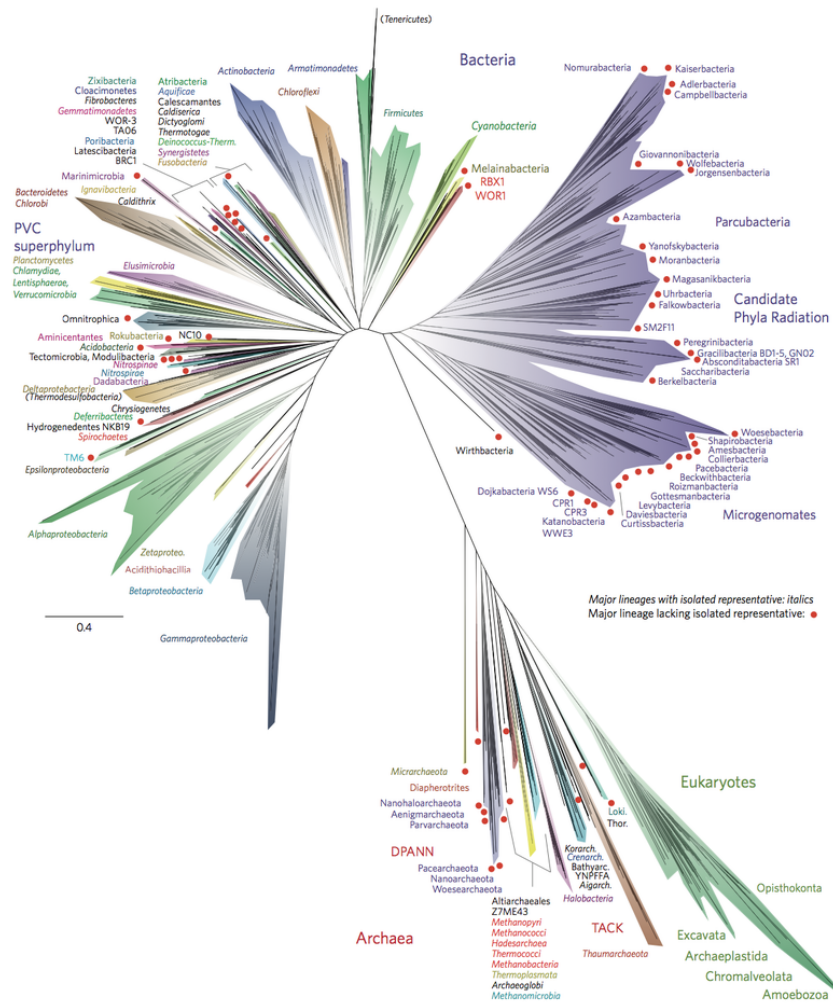 (Tenericutes)
Bacteria
Zixibacteria
Cloacimonetes
Fibrobacteres
Gemmatimonadetes
WOR-3
TA06
Poribacteria
Latescibacteria
BRC1
Atribacteria
Aquificae
Calescamantes
Caldiserica
Dictyoglomi
Thermotogae
Deinococcus-Therm.
Synergistetes
Fusobacteria
Actinobacteria
Armatimonadetes
Chloroflexi
Firmicutes
Cyanobacteria
Melainabacteria
RBX1
WOR1
Nomurabacteria
Kaiserbacteria
Adlerbacteria
Campbellbacteria
Giovannonibacteria
Wolfebacteria
Jorgensenbacteria
Azambacteria
Parcubacteria
Yanofskybacteria
Moranbacteria
Magasanikbacteria
Uhrbacteria
Falkowbacteria
Candidate
Phyla Radiation
SM2F11
Peregrinibacteria
Gracilibacteria BD1-5, GN02
Absconditabacteria SR1
Saccharibacteria
Berkelbacteria
Marinimicrobia
Bacteroidetes
Chlorobi
Ignavibacteria
Caldithrix
PVC
superphylum
Planctomycetes
Chlamydiae,
Lentisphaerae,
Verrucomicrobia
Elusimicrobia
Omnitrophica
Aminicentantes
Rokubacteria
NC10
Acidobacteria
Tectomicrobia, Modulibacteria
Nitrospinae
Nitrospirae
Dadabacteria
Deltaproteobacteria
(Thermodesulfobacteria)
Chrysiogenetes
Deferribacteres
Hydrogenedentes NKB19
Spirochaetes
TM6
Epsilonproteobacteria
Alphaproteobacteria
Zetaproteo.
Acidithiobacillia
Betaproteobacteria
Gammaproteobacteria
0.4
Wirthbacteria
Woesebacteria
Shapirobacteria
Amesbacteria
Collierbacteria
Pacebacteria
Beckwithbacteria
Roizmanbacteria
Gottesmanbacteria
Levybacteria
Daviesbacteria
Curtissbacteria
Microgenomates
Dojkabacteria WS6
CPR1
CPR3
Katanobacteria
WWE3
Major lineages with isolated representative: italics
Major lineage lacking isolated representative:
Micrarchaeota
Diapherotrites
Nanohaloarchaeota
Aenigmarchaeota
Parvarchaeota
DPANN
Pacearchaeota
Nanoarchaeota
Woesearchaeota
Archaea
Altiarchaeales
Z7ME43
Methanopyri
Methanococci
Hadesarchaea
Thermococci
Methanobacteria
Thermoplasmata
Archaeoglobi
Methanomicrobia
Halobacteria
Korarch.
Crenarch.
Bathyarc.
YNPFFA
Aigarch.
TACK
Thaumarchaeota
Loki.
Thor.
Eukaryotes
Opisthokonta
Excavata
Archaeplastida
Chromalveolata
Amoebozoa